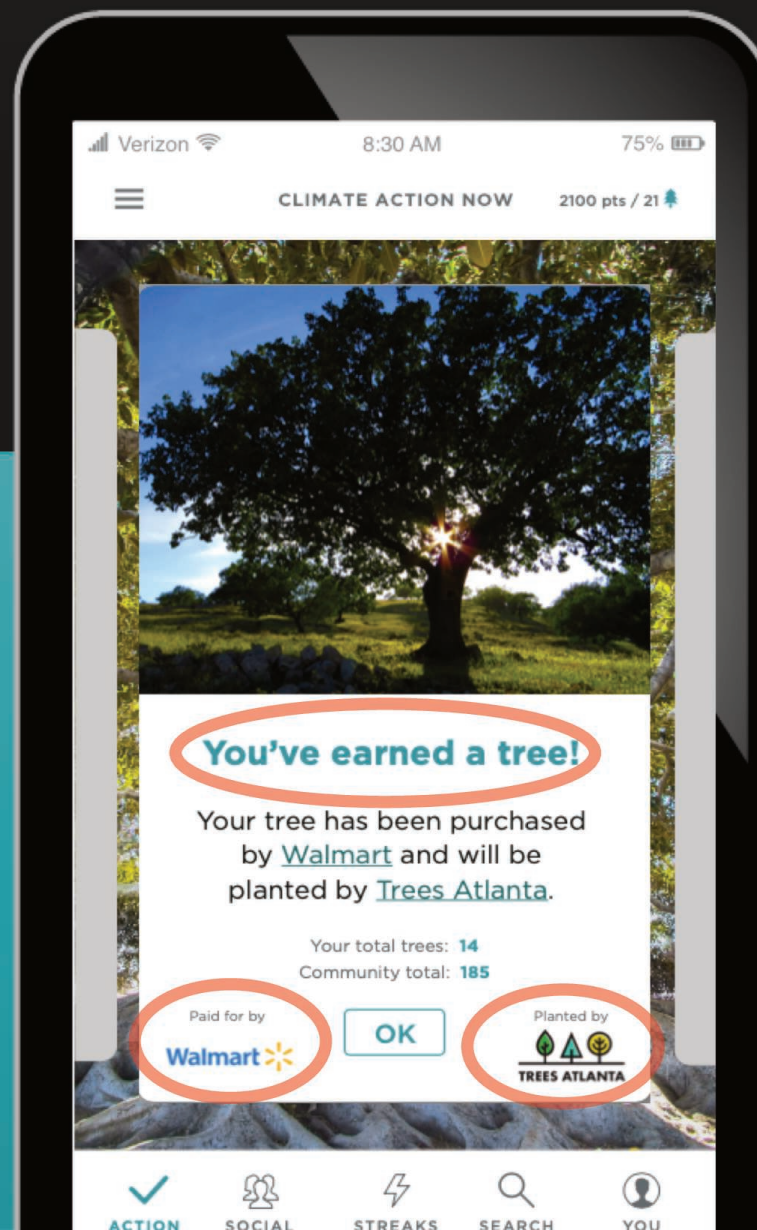 Verizon 8:30 AM 75%
CLIMATE ACTION NOW 2100 pts / 21
You've earned a tree!
Your tree has been purchased
by Walmart and will be
planted by Trees Atlanta.
Your total trees: 14
Community total: 185
Paid for by
Walmart
OK
Planted by
TREES ATLANTA
ACTION SOCIAL STREAKS SEARCH YOU